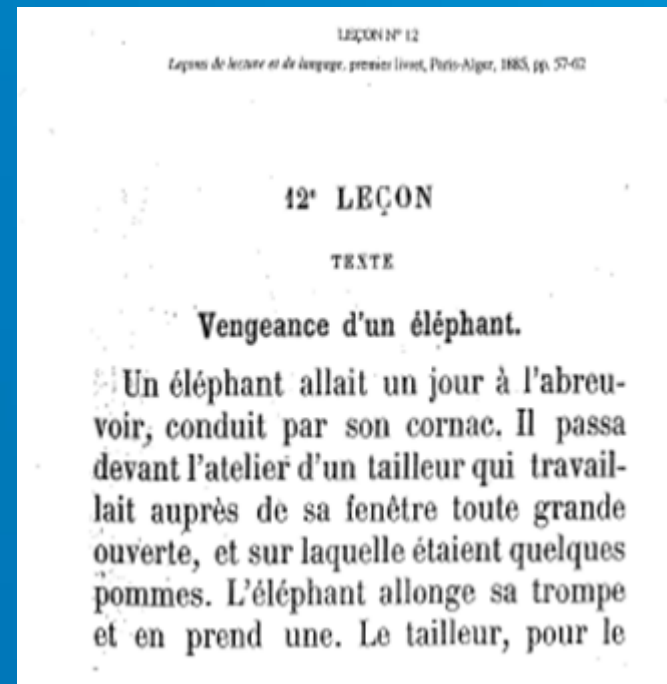 LEÇON N° 12
Leçons de lecture et de langage, premier livret, Paris-Alger, 1885, pp. 57-62
12e LEÇON
TEXTE
Vengeance d'un éléphant.
Un éléphant allait un jour à l'abreu-
voir, conduit par son cornac. Il passa
devant l'atelier d'un tailleur qui travail-
lait auprès de sa fenêtre toute grande
ouverte, et sur laquelle étaient quelques
pommes. L'éléphant allonge sa trompe
et en prend une. Le tailleur, pour le